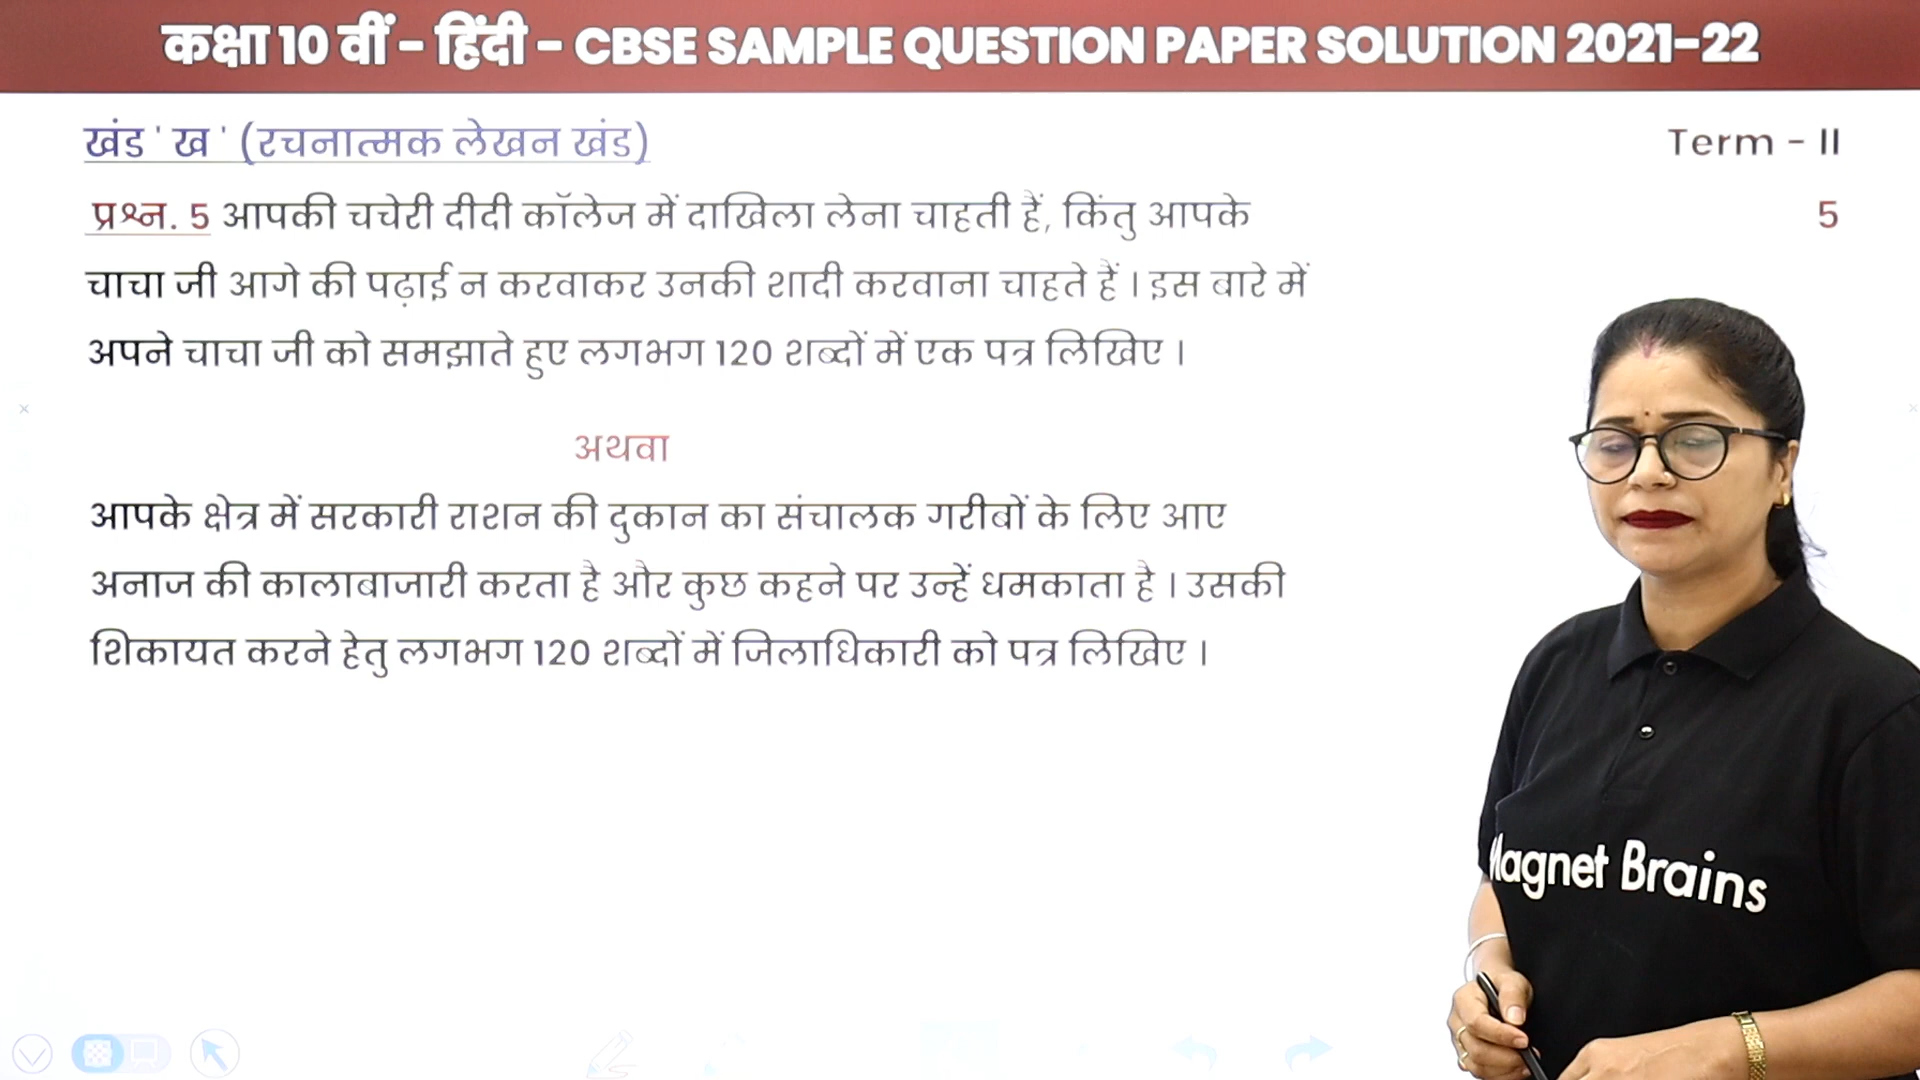 कक्षा 10 वीं - हिंदी - CBSE SAMPLE QUESTION PAPER SOLUTION 2021-22
खंड ' ख ' (रचनात्मक लेखन खंड)
Term - II
प्रश्न. 5 आपकी चचेरी दीदी कॉलेज में दाखिला लेना चाहती हैं, किंतु आपके
5
चाचा जी आगे की पढ़ाई न करवाकर उनकी शादी करवाना चाहते हैं । इस बारे में
अपने चाचा जी को समझाते हुए लगभग 120 शब्दों में एक पत्र लिखिए ।
अथवा
आपके क्षेत्र में सरकारी राशन की दुकान का संचालक गरीबों के लिए आए
अनाज की कालाबाजारी करता है और कुछ कहने पर उन्हें धमकाता है । उसकी
शिकायत करने हेतु लगभग 120 शब्दों में जिलाधिकारी को पत्र लिखिए ।
Magnet Brains